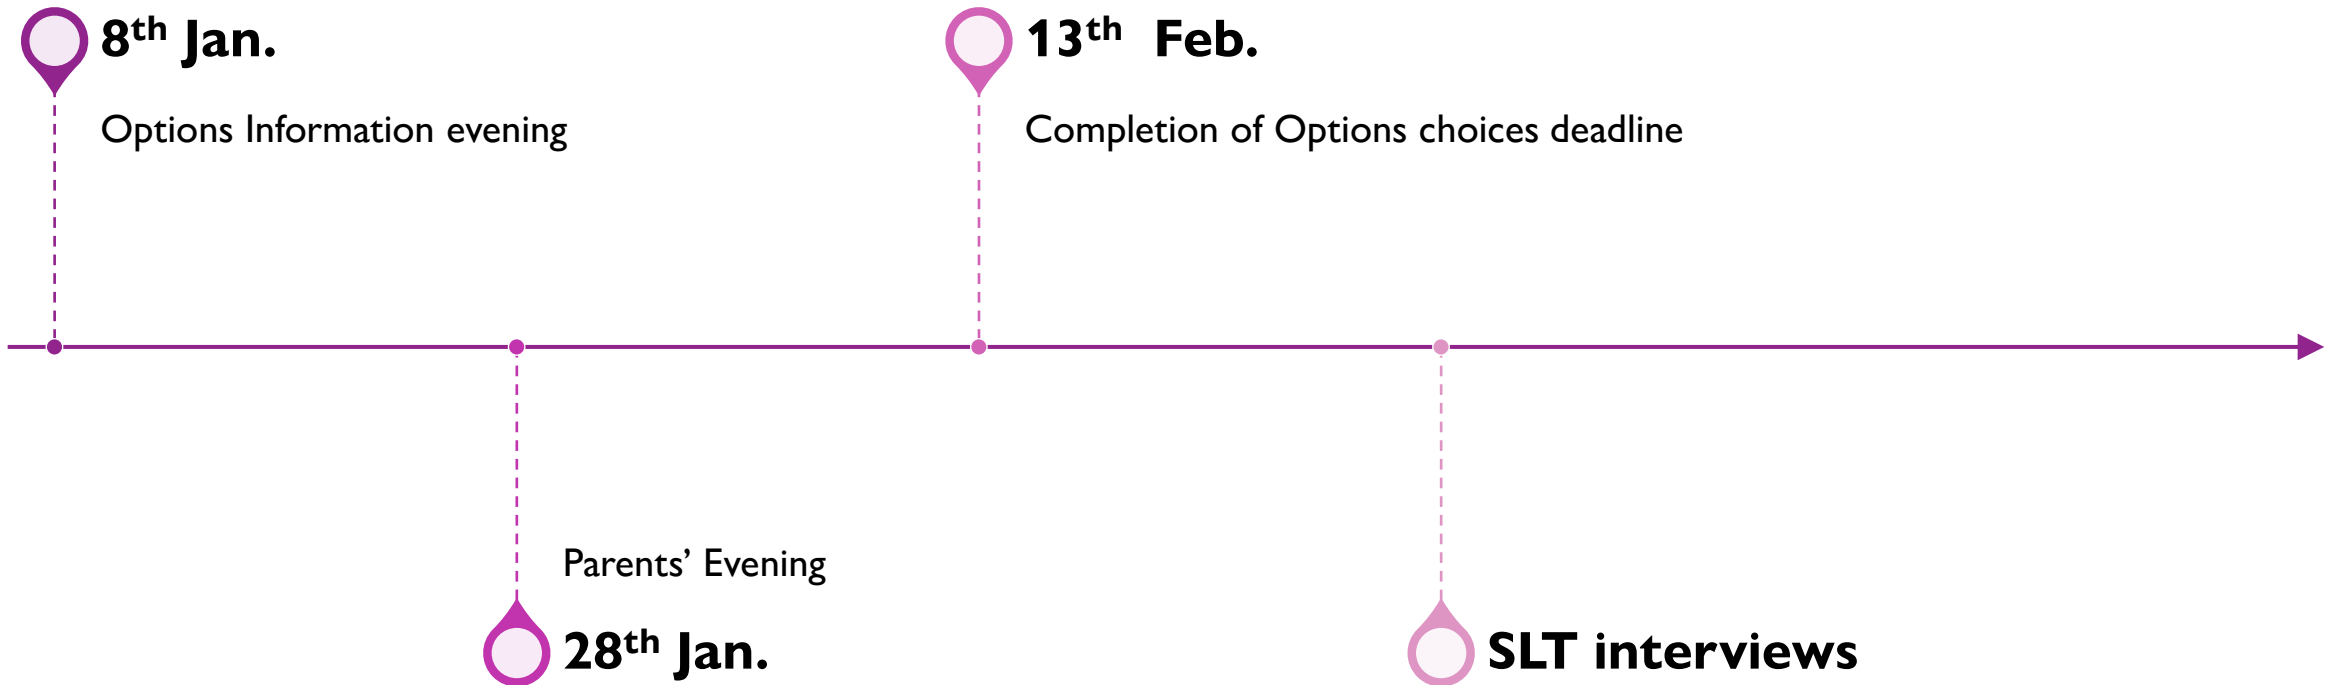 8th Jan.
Options Information evening
13th Feb.
Completion of Options choices deadline
Parents’ Evening
28th Jan.
SLT interviews